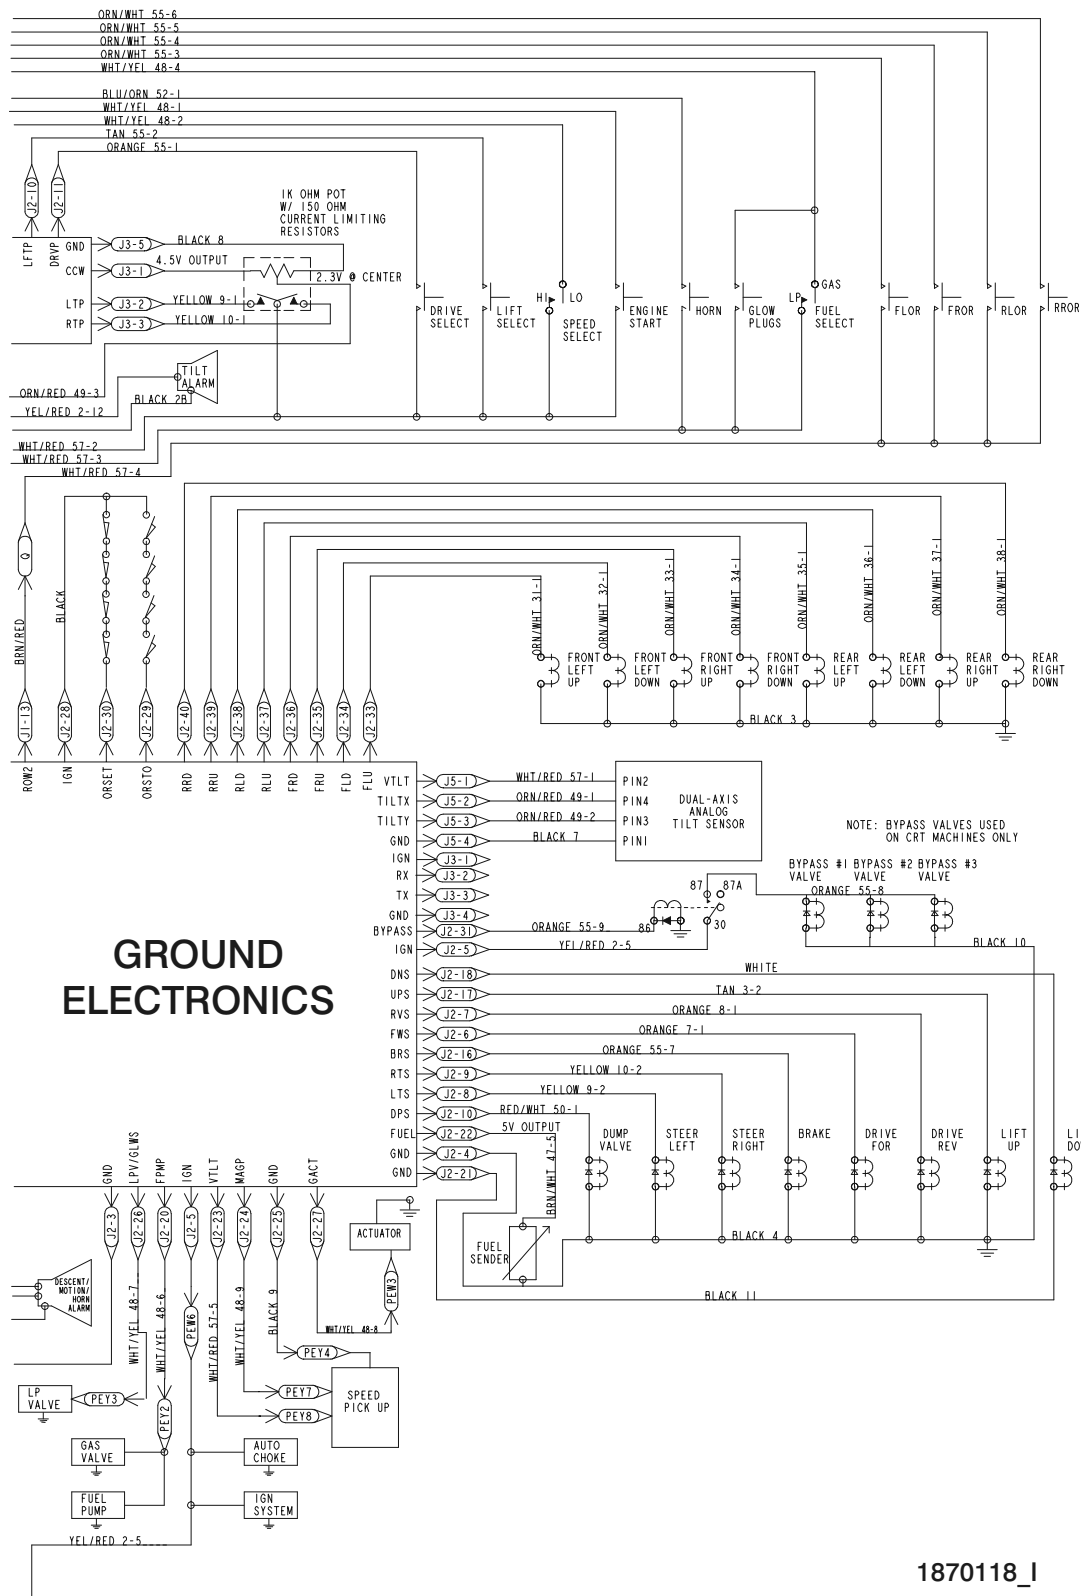 ORN/WHT 55-6
ORN/WHT 55-5
ORN/WHT 55-4
ORN/WHT 55-3
WHT/YEL 48-4
BLU/ORN 52-1
WHT/YEL 48-1
WHT/YEL 48-2
TAN 55-2
ORANGE 55-1
J2-10
J2-11
LFTP
DRVP
1K OHM POT
W/ 150 OHM
CURRENT LIMITING
RESISTORS
GND
J3-5
BLACK 8
CCW
J3-1
4.5V OUTPUT
2.3V @ CENTER
LTP
J3-2
YELLOW 9-1
RTP
J3-3
YELLOW 10-1
DRIVE
SELECT
LIFT
SELECT
HI
LO
SPEED
SELECT
ENGINE
START
HORN
GLOW
PLUGS
GAS
LP
FUEL
SELECT
FLOR
FROR
RLOR
RROR
TILT
ALARM
ORN/RED 49-3
BLACK 2B
YEL/RED 2-12
WHT/RED 57-2
WHT/RED 57-3
WHT/RED 57-4
Q
BRN/RED
BLACK
ORN/WHT 31-1
ORN/WHT 32-1
ORN/WHT 33-1
ORN/WHT 34-1
ORN/WHT 35-1
ORN/WHT 36-1
ORN/WHT 37-1
ORN/WHT 38-1
FRONT
LEFT
UP
FRONT
LEFT
DOWN
FRONT
RIGHT
UP
FRONT
RIGHT
DOWN
REAR
LEFT
UP
REAR
LEFT
DOWN
REAR
RIGHT
UP
REAR
RIGHT
DOWN
BLACK 3
J1-13
J2-28
J2-30
J2-29
J2-40
J2-39
J2-38
J2-37
J2-36
J2-35
J2-34
J2-33
ROW2
IGN
ORSET
ORSTO
RRD
RRU
RLD
RLU
FRD
FRU
FLD
FLU
VTLT
J5-1
WHT/RED 57-1
PIN2
TILTX
J5-2
ORN/RED 49-1
PIN4
TILTY
J5-3
ORN/RED 49-2
PIN3
GND
J5-4
BLACK 7
PIN1
DUAL-AXIS
ANALOG
TILT SENSOR
NOTE: BYPASS VALVES USED
ON CRT MACHINES ONLY
IGN
J3-1
RX
J3-2
TX
J3-3
GND
J3-4
BYPASS
J2-31
ORANGE 55-9
86
87
87A
30
IGN
J2-5
YEL/RED 2-5
BYPASS #1
VALVE
BYPASS #2
VALVE
BYPASS #3
VALVE
ORANGE 55-8
BLACK 10
GROUND
ELECTRONICS
DNS
J2-18
WHITE
UPS
J2-17
TAN 3-2
RVS
J2-7
ORANGE 8-1
FWS
J2-6
ORANGE 7-1
BRS
J2-16
ORANGE 55-7
RTS
J2-9
YELLOW 10-2
LTS
J2-8
YELLOW 9-2
DPS
J2-10
RED/WHT 50-1
FUEL
J2-22
5V OUTPUT
GND
J2-4
GND
J2-21
BRN/WHT 47-5
DUMP
VALVE
STEER
LEFT
STEER
RIGHT
BRAKE
DRIVE
FOR
DRIVE
REV
LIFT
UP
LI
DO
BLACK 4
FUEL
SENDER
BLACK 11
GND
LPV/GLWS
FPMP
IGN
VTLT
MAGP
GND
GACT
J2-3
J2-26
J2-20
J2-5
J2-23
J2-24
J2-25
J2-27
ACTUATOR
PEW3
DESCENT/
MOTION/
HORN
ALARM
WHT/YEL 48-7
WHT/YEL 48-6
PEW6
WHT/RED 57-5
WHT/YEL 48-9
BLACK 9
WHT/YEL 48-8
PEY4
PEY7
PEY8
SPEED
PICK UP
LP
VALVE
PEY3
PEY2
GAS
VALVE
AUTO
CHOKE
FUEL
PUMP
IGN
SYSTEM
YEL/RED 2-5
1870118_I